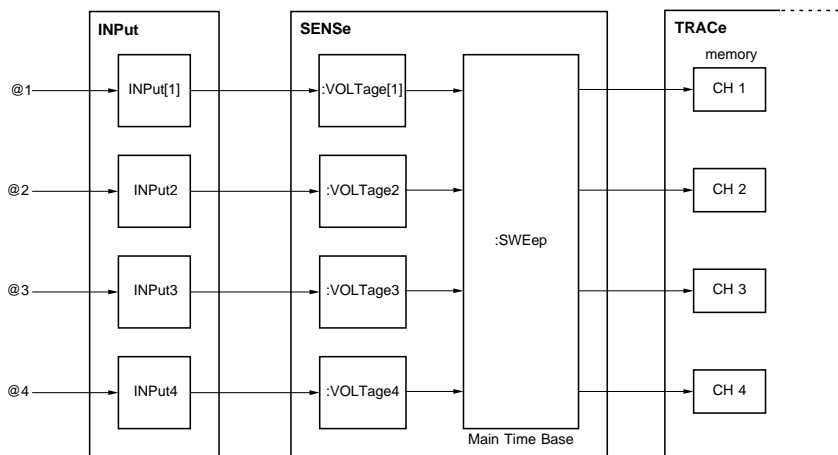 INPut
SENSe
TRACe
memory
@1
INPut[1]
:VOLTage[1]
CH 1
@2
INPut2
:VOLTage2
CH 2
:SWEep
@3
INPut3
:VOLTage3
CH 3
@4
INPut4
:VOLTage4
CH 4
Main Time Base